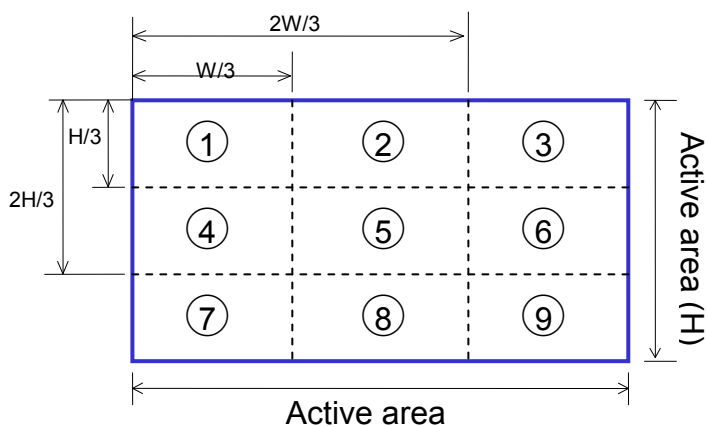 2W/3
W/3
H/3
2H/3
① ② ③
④ ⑤ ⑥
⑦ ⑧ ⑨
Active area (H)
Active area